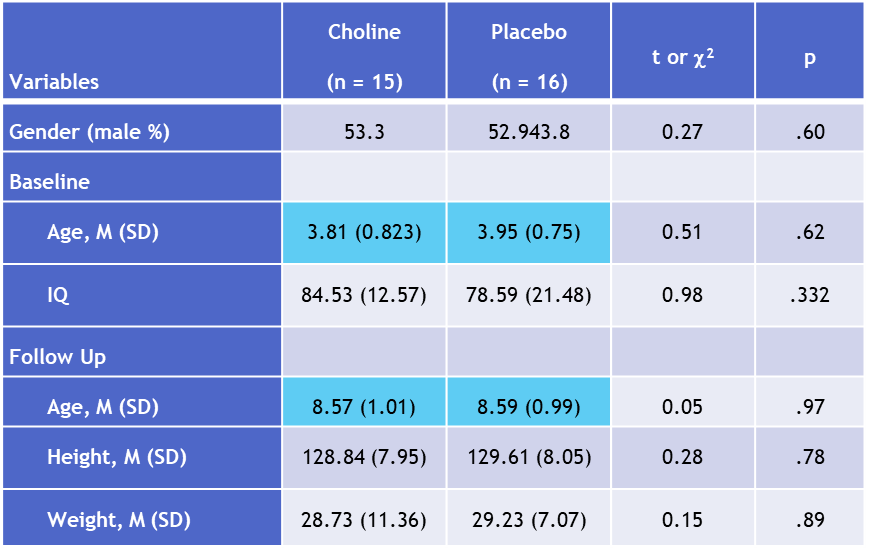 Variables Choline (n = 15) Placebo (n = 16) t or χ² p
Gender (male %) 53.3 52.943.8 0.27 .60
Baseline
Age, M (SD) 3.81 (0.823) 3.95 (0.75) 0.51 .62
IQ 84.53 (12.57) 78.59 (21.48) 0.98 .332
Follow Up
Age, M (SD) 8.57 (1.01) 8.59 (0.99) 0.05 .97
Height, M (SD) 128.84 (7.95) 129.61 (8.05) 0.28 .78
Weight, M (SD) 28.73 (11.36) 29.23 (7.07) 0.15 .89